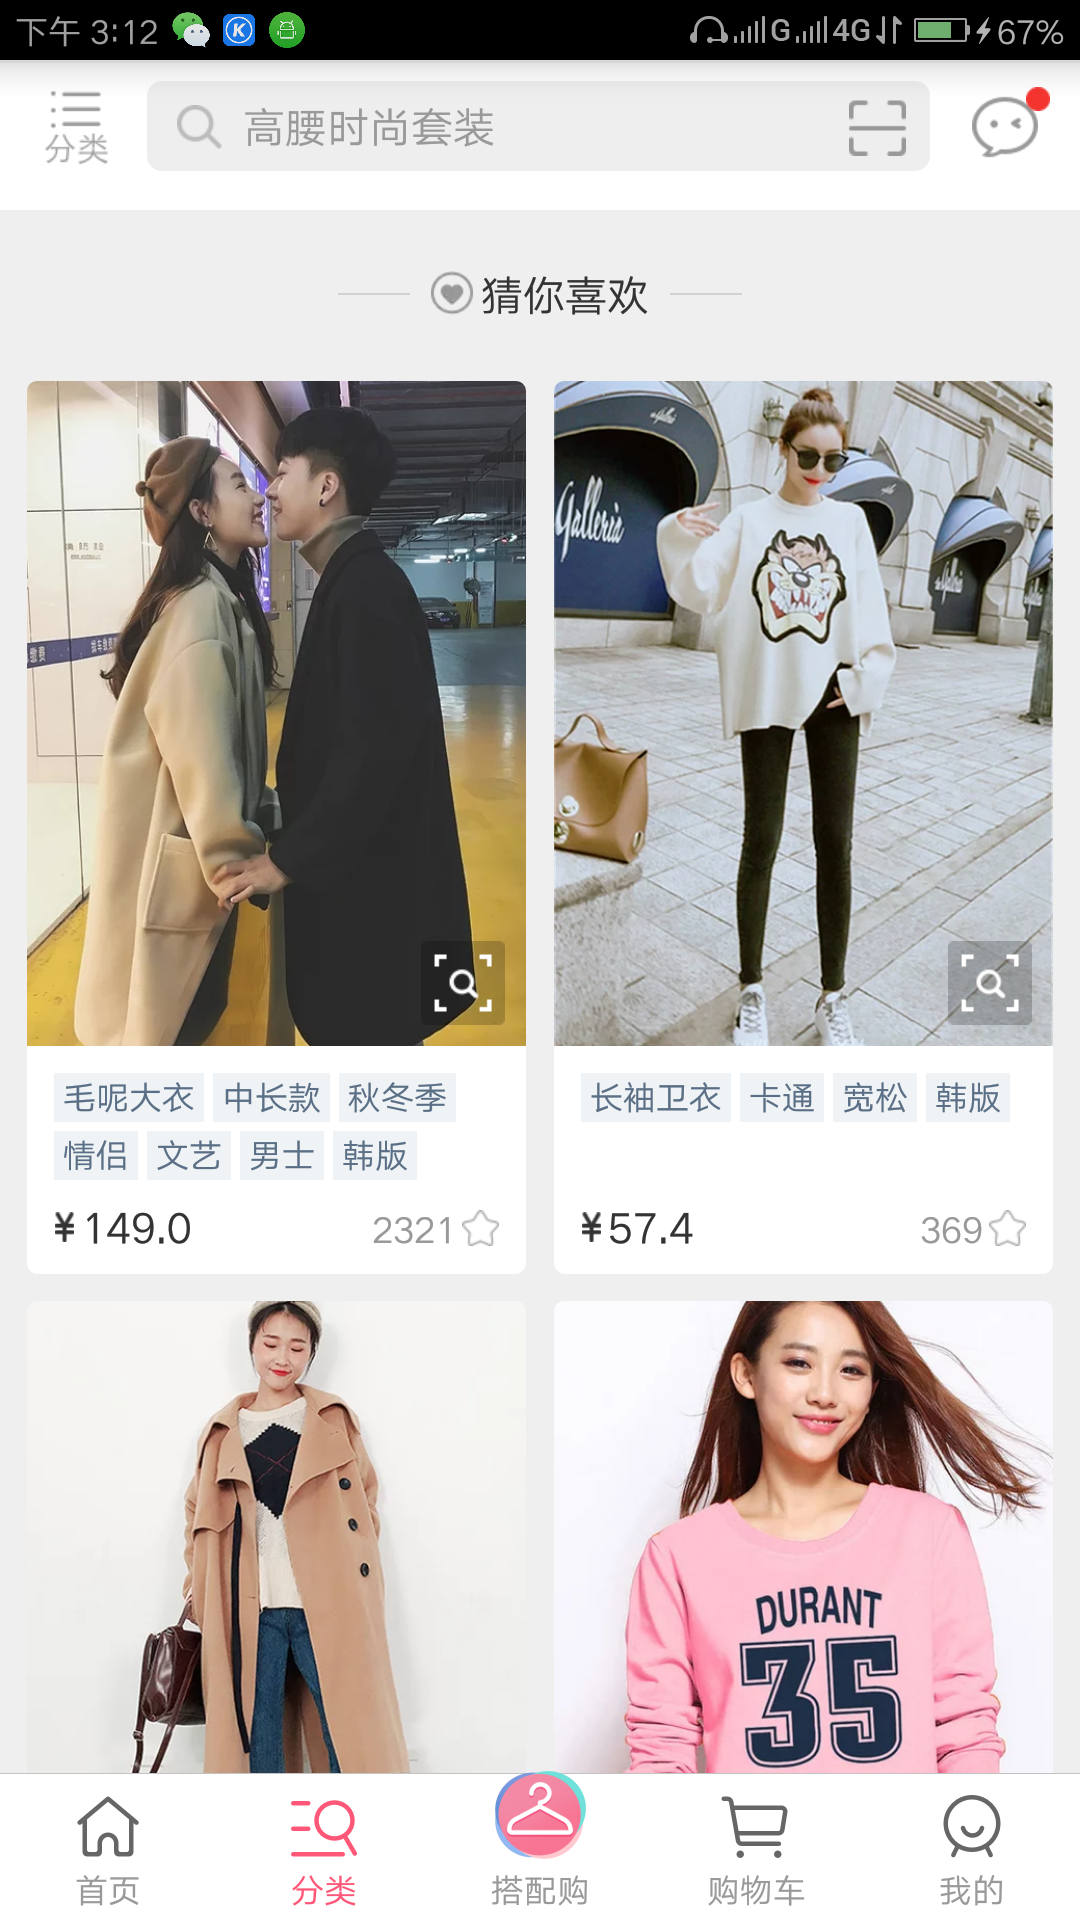 下午 3:12
G 4G 67%
分类
高腰时尚套装
猜你喜欢
Galleria
Galleria
毛呢大衣 中长款 秋冬季
情侣 文艺 男士 韩版
¥149.0 2321
长袖卫衣 卡通 宽松 韩版
¥57.4 369
DURANT
35
首页 分类 搭配购 购物车 我的